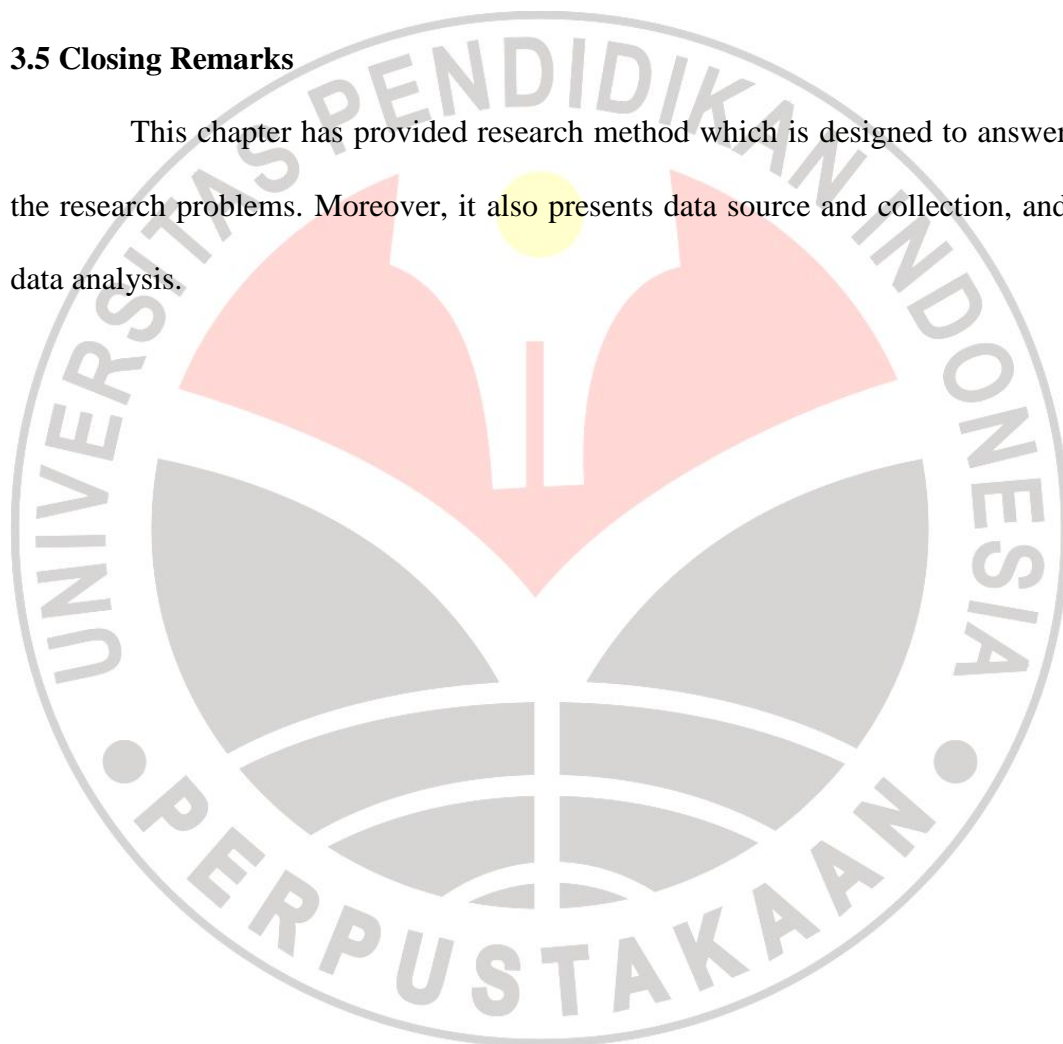 3.5 Closing Remarks
This chapter has provided research method which is designed to answer
the research problems. Moreover, it also presents data source and collection, and
data analysis.
UNIVERSITAS PENDIDIKAN INDONESIA
PERPUSTAKAAN